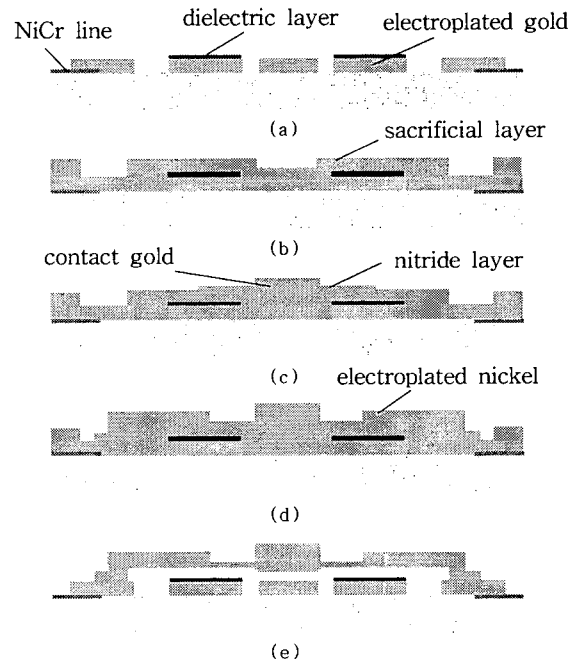 NiCr line
dielectric layer
electroplated gold
(a)
sacrificial layer
(b)
contact gold
nitride layer
(c)
electroplated nickel
(d)
(e)